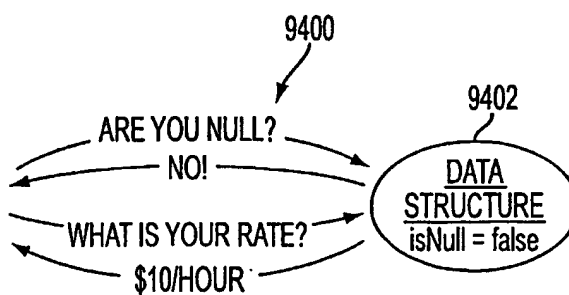 9400
9402
ARE YOU NULL?
NO!
WHAT IS YOUR RATE?
$10/HOUR
DATA
STRUCTURE
isNull = false